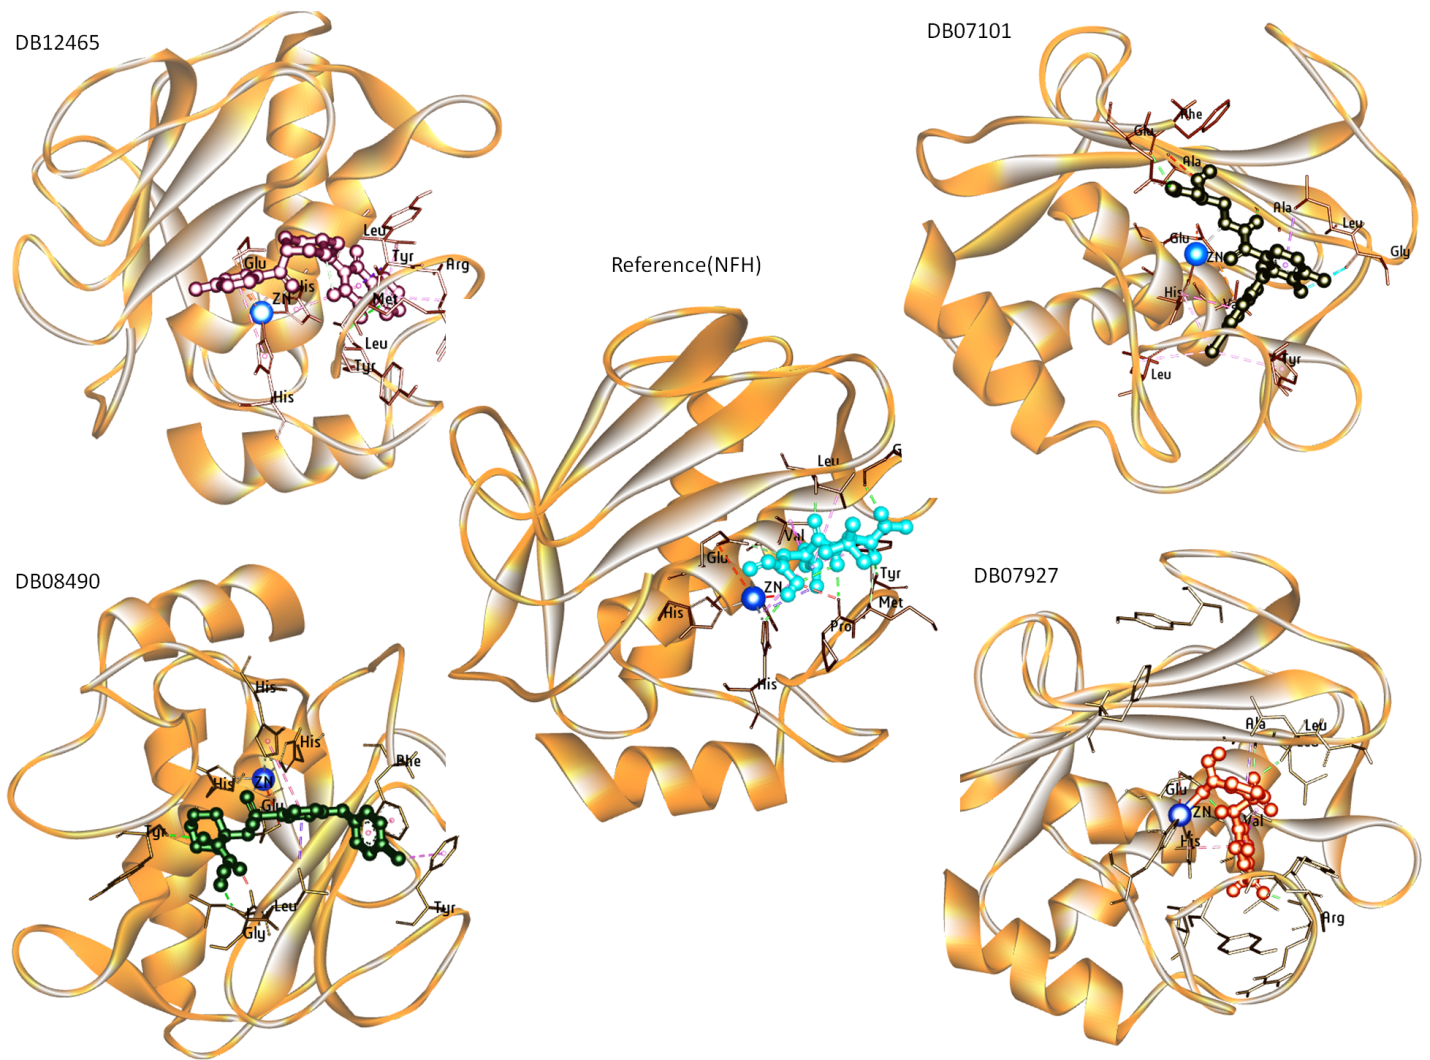 DB12465
Leu
Tyr
Arg
Glu
His
ZN
Met
Leu
Tyr
His
DB07101
Phe
Glu
Ala
Ala
Leu
Gly
Glu
ZN
His
Leu
Tyr
Reference(NFH)
Leu
Val
Glu
ZN
Tyr
His
Met
Pro
His
DB08490
His
His
Phe
His
ZN
Glu
Tyr
Leu
Gly
Tyr
DB07927
Ala
Leu
Glu
ZN
Val
His
Arg